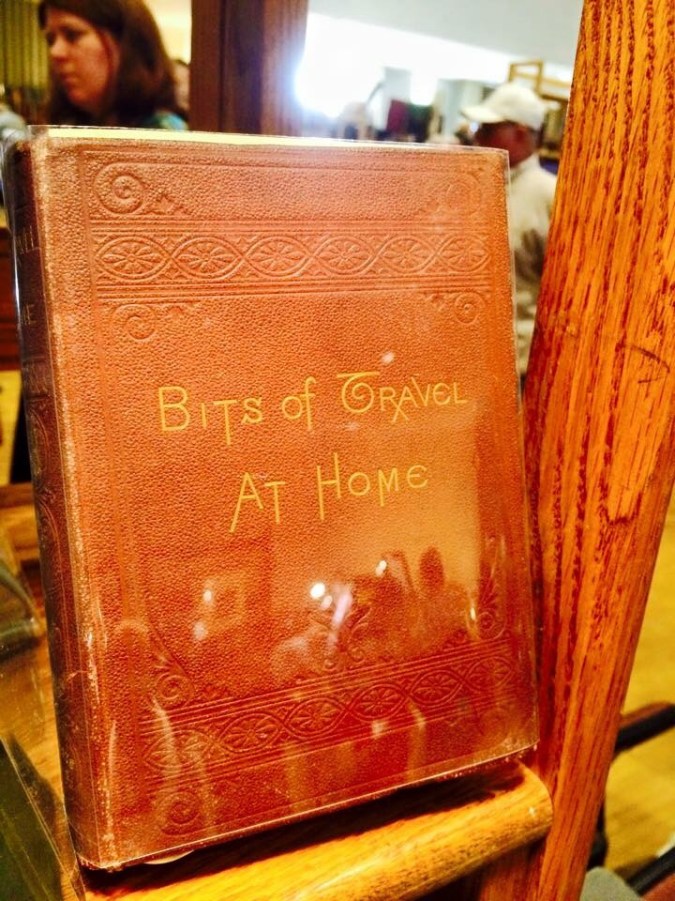 Bits of Travel
At Home